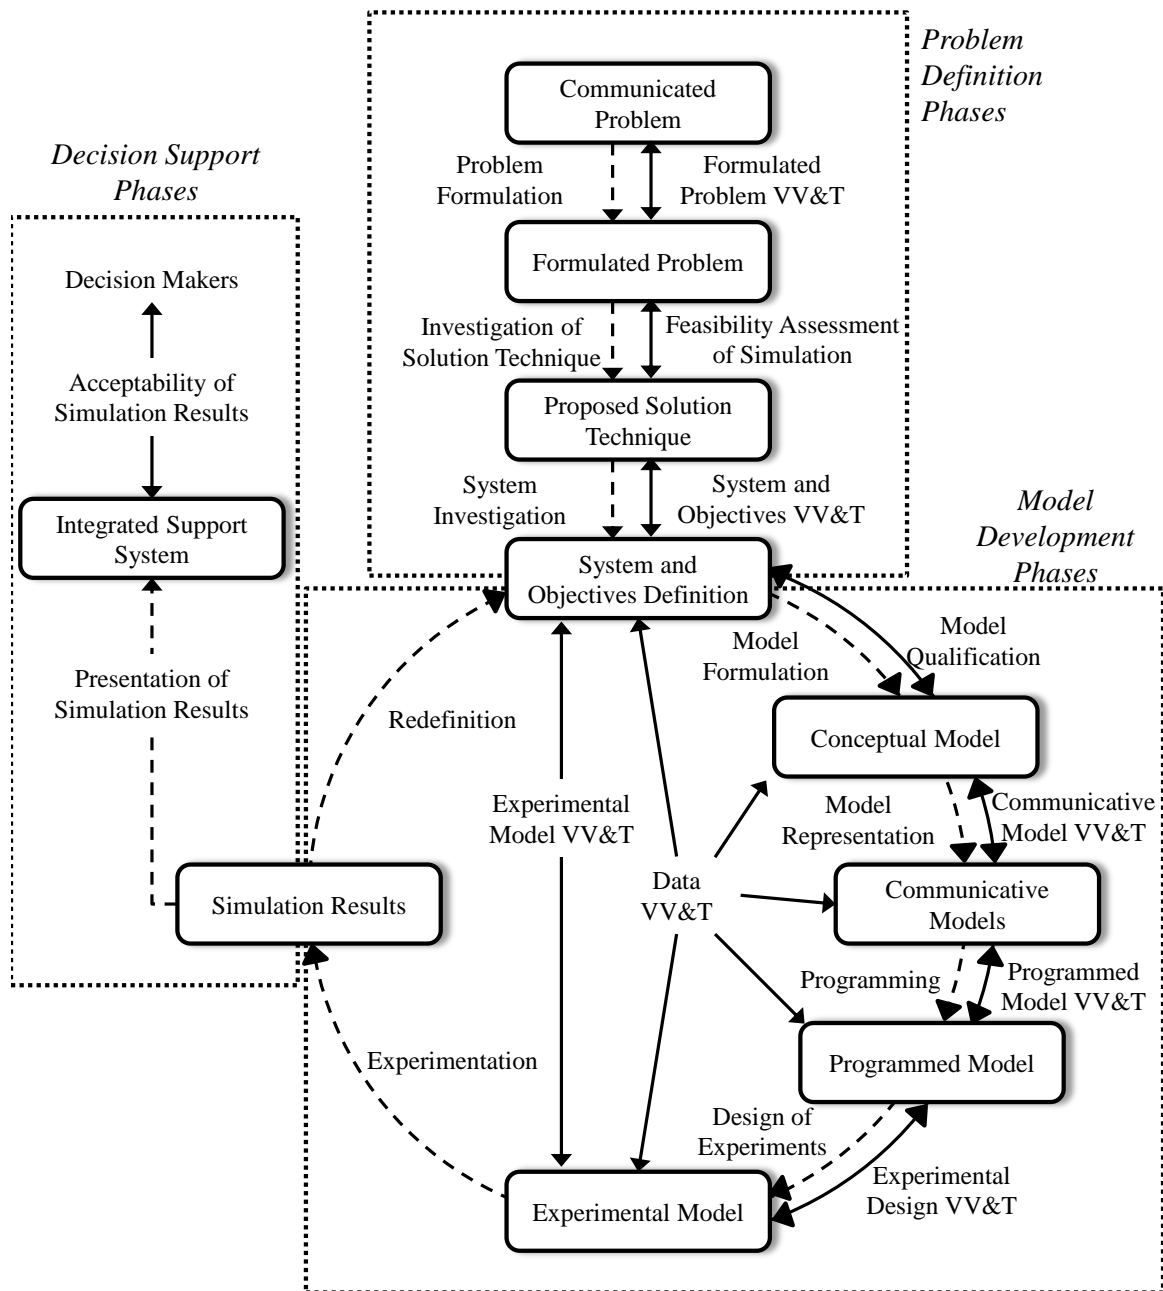 Problem
Definition
Phases
Communicated
Problem
Problem
Formulation
Formulated
Problem VV&T
Formulated Problem
Investigation of
Solution Technique
Feasibility Assessment
of Simulation
Proposed Solution
Technique
System
Investigation
System and
Objectives VV&T
System and
Objectives Definition
Decision Support
Phases
Decision Makers
Acceptability of
Simulation Results
Integrated Support
System
Presentation of
Simulation Results
Model
Development
Phases
Model
Formulation
Model
Qualification
Conceptual Model
Redefinition
Experimental
Model VV&T
Model
Representation
Communicative
Model VV&T
Data
VV&T
Communicative
Models
Simulation Results
Programming
Programmed
Model VV&T
Programmed Model
Experimentation
Design of
Experiments
Experimental
Design VV&T
Experimental Model